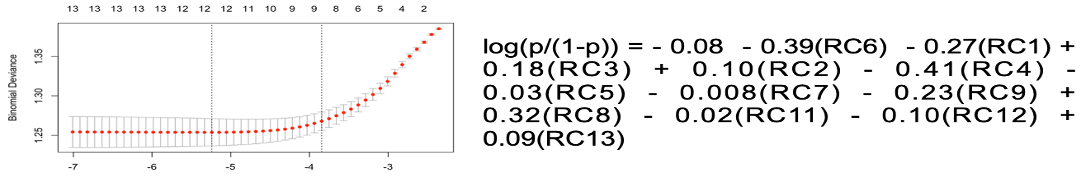 13 13 13 13 13 12 12 11 10 9 9 8 6 5 4 2
Binomial Deviance
1.35
1.30
1.25
-7 -6 -5 -4 -3
log(p/(1-p)) = - 0.08 - 0.39(RC6) - 0.27(RC1) +
0.18(RC3) + 0.10(RC2) - 0.41(RC4) -
0.03(RC5) - 0.008(RC7) - 0.23(RC9) +
0.32(RC8) - 0.02(RC11) - 0.10(RC12) +
0.09(RC13)